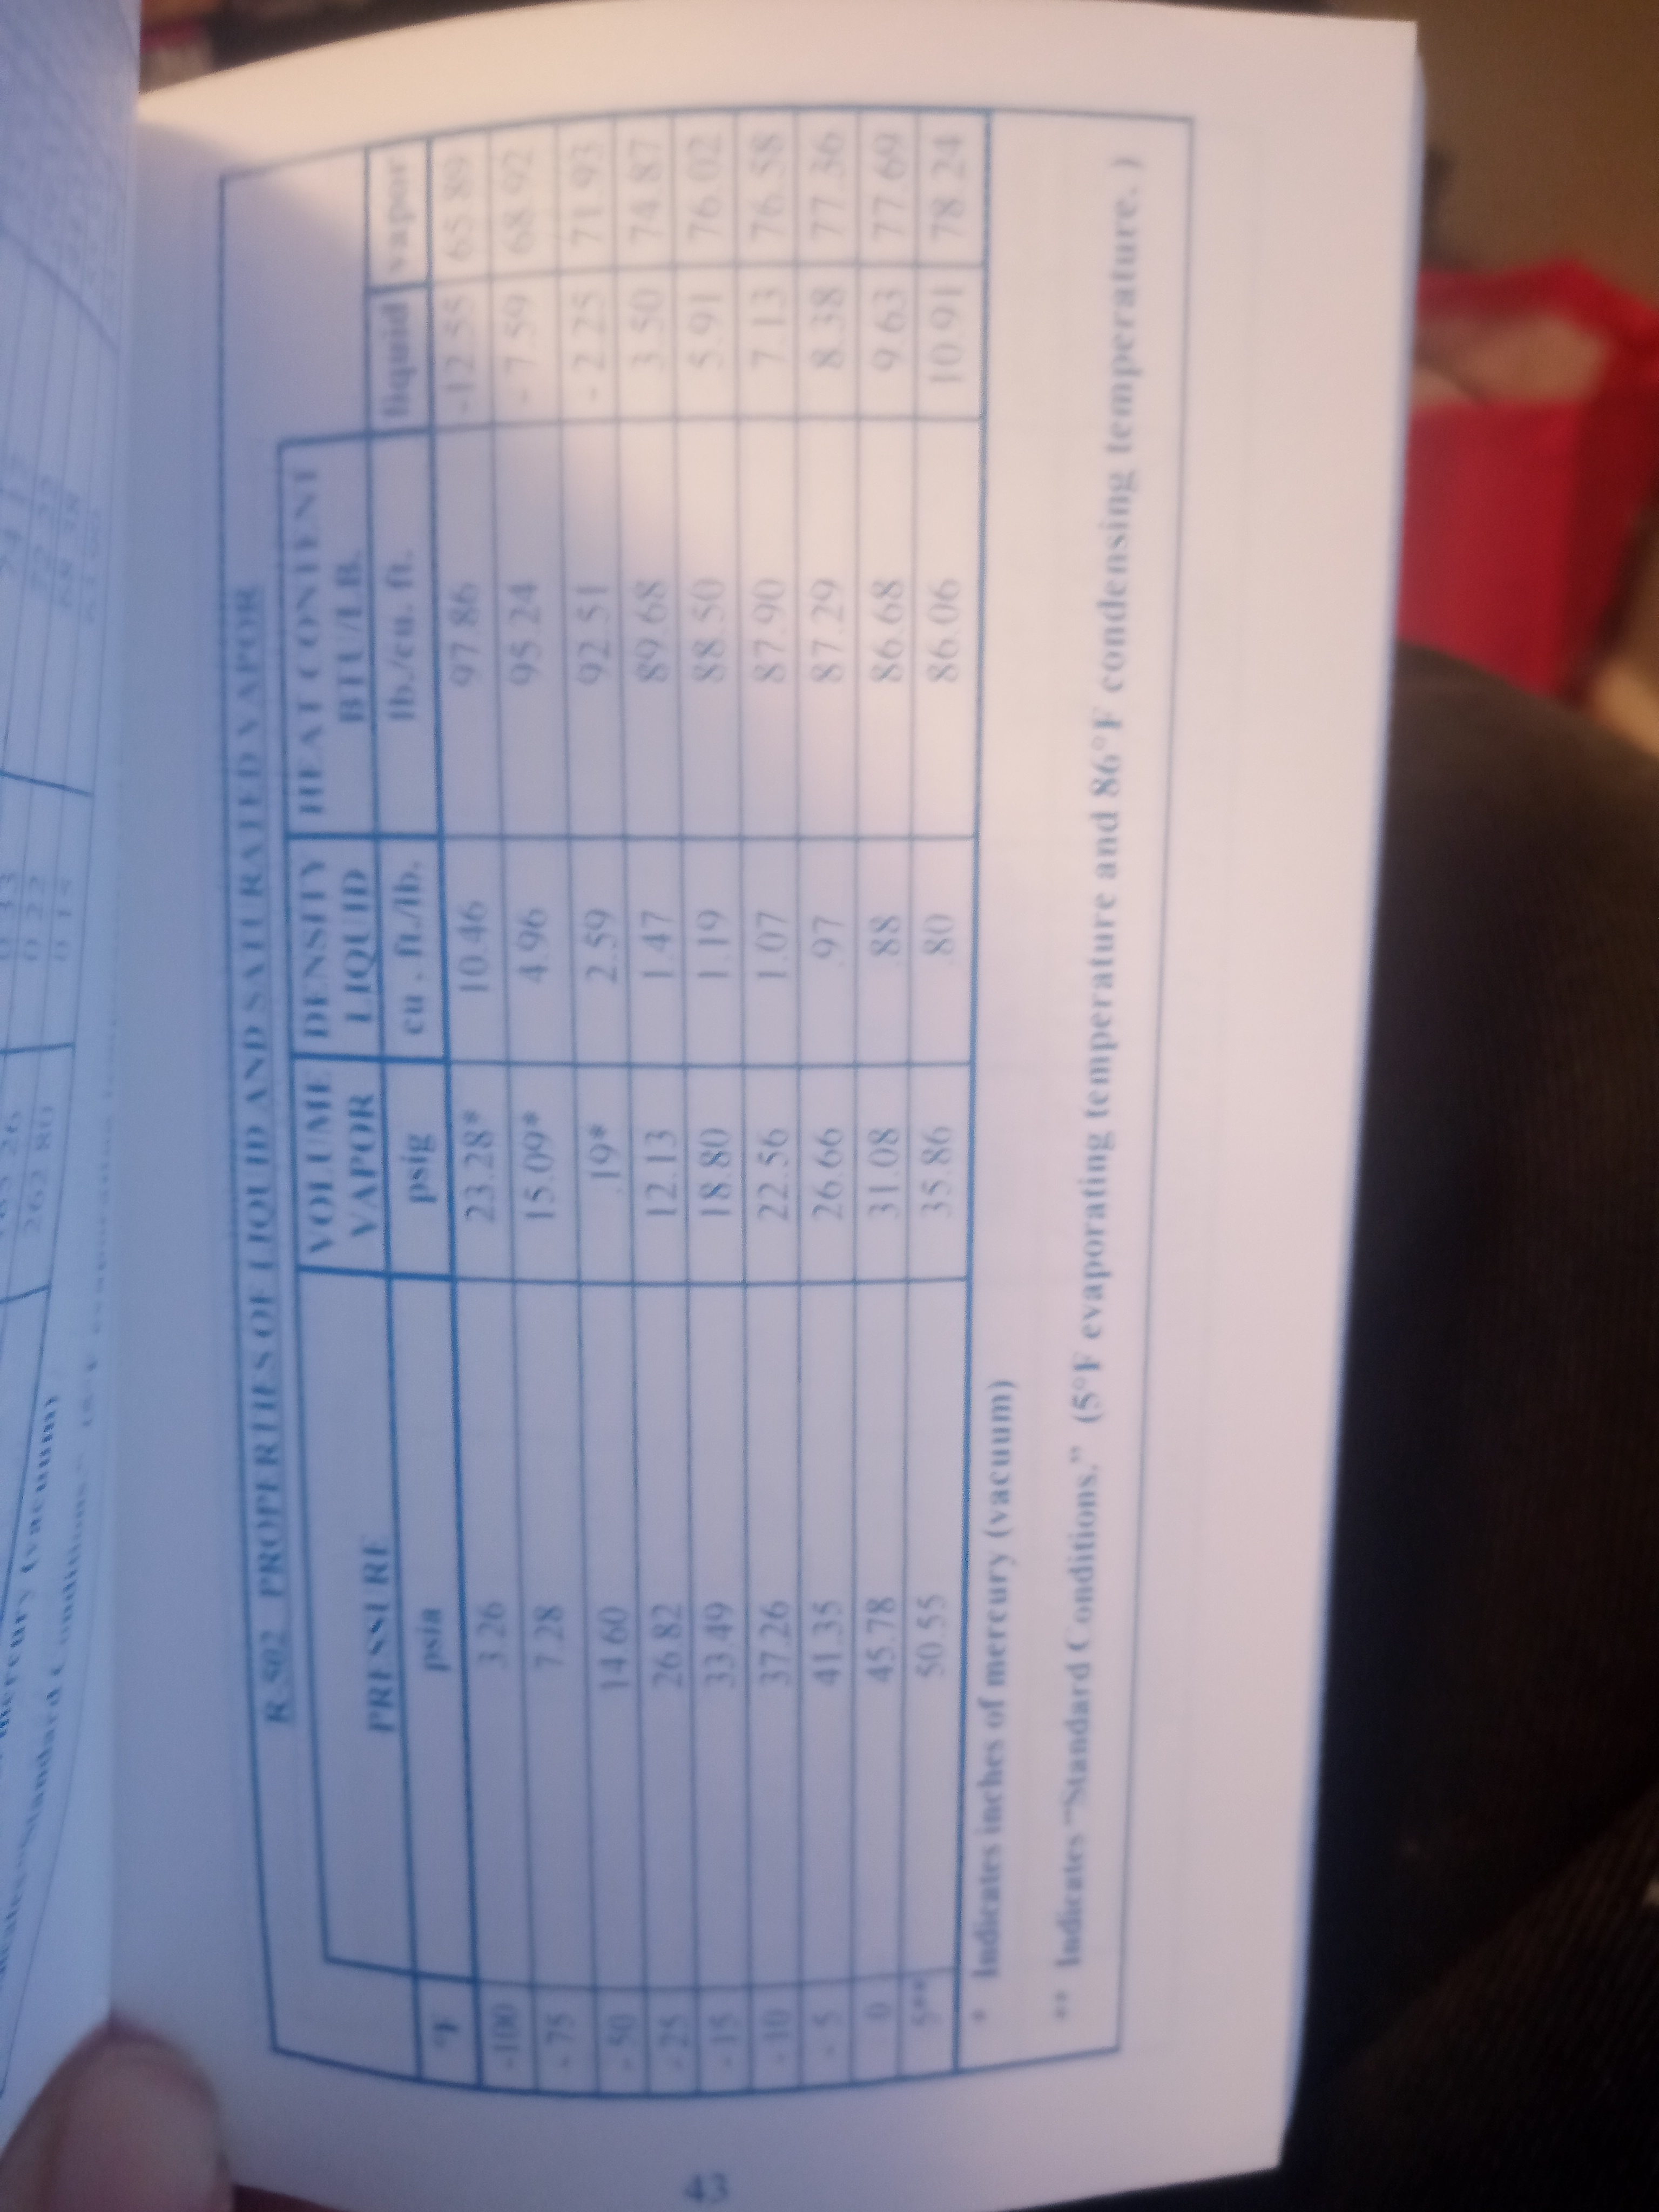 R-502 PROPERTIES OF LIQUID AND SATURATED VAPOR
PRESSURE VOLUME VAPOR DENSITY LIQUID HEAT CONTENT BTU/LB.
°F psia psig cu . ft./lb. lb./cu. ft. liquid vapor
-100 3.26 23.28* 10.46 97.86 -12.55 65.89
- 75 7.28 15.09* 4.96 95.24 - 7.59 68.92
- 50 14.60 .19* 2.59 92.51 - 2.25 71.93
- 25 26.82 12.13 1.47 89.68 3.50 74.87
- 15 33.49 18.80 1.19 88.50 5.91 76.02
- 10 37.26 22.56 1.07 87.90 7.13 76.58
- 5 41.35 26.66 .97 87.29 8.38 77.36
0 45.78 31.08 .88 86.68 9.63 77.69
5** 50.55 35.86 .80 86.06 10.91 78.24
* Indicates inches of mercury (vacuum)
** Indicates "Standard Conditions." (5°F evaporating temperature and 86°F condensing temperature. )
43
262.80
mercury (vacuum)